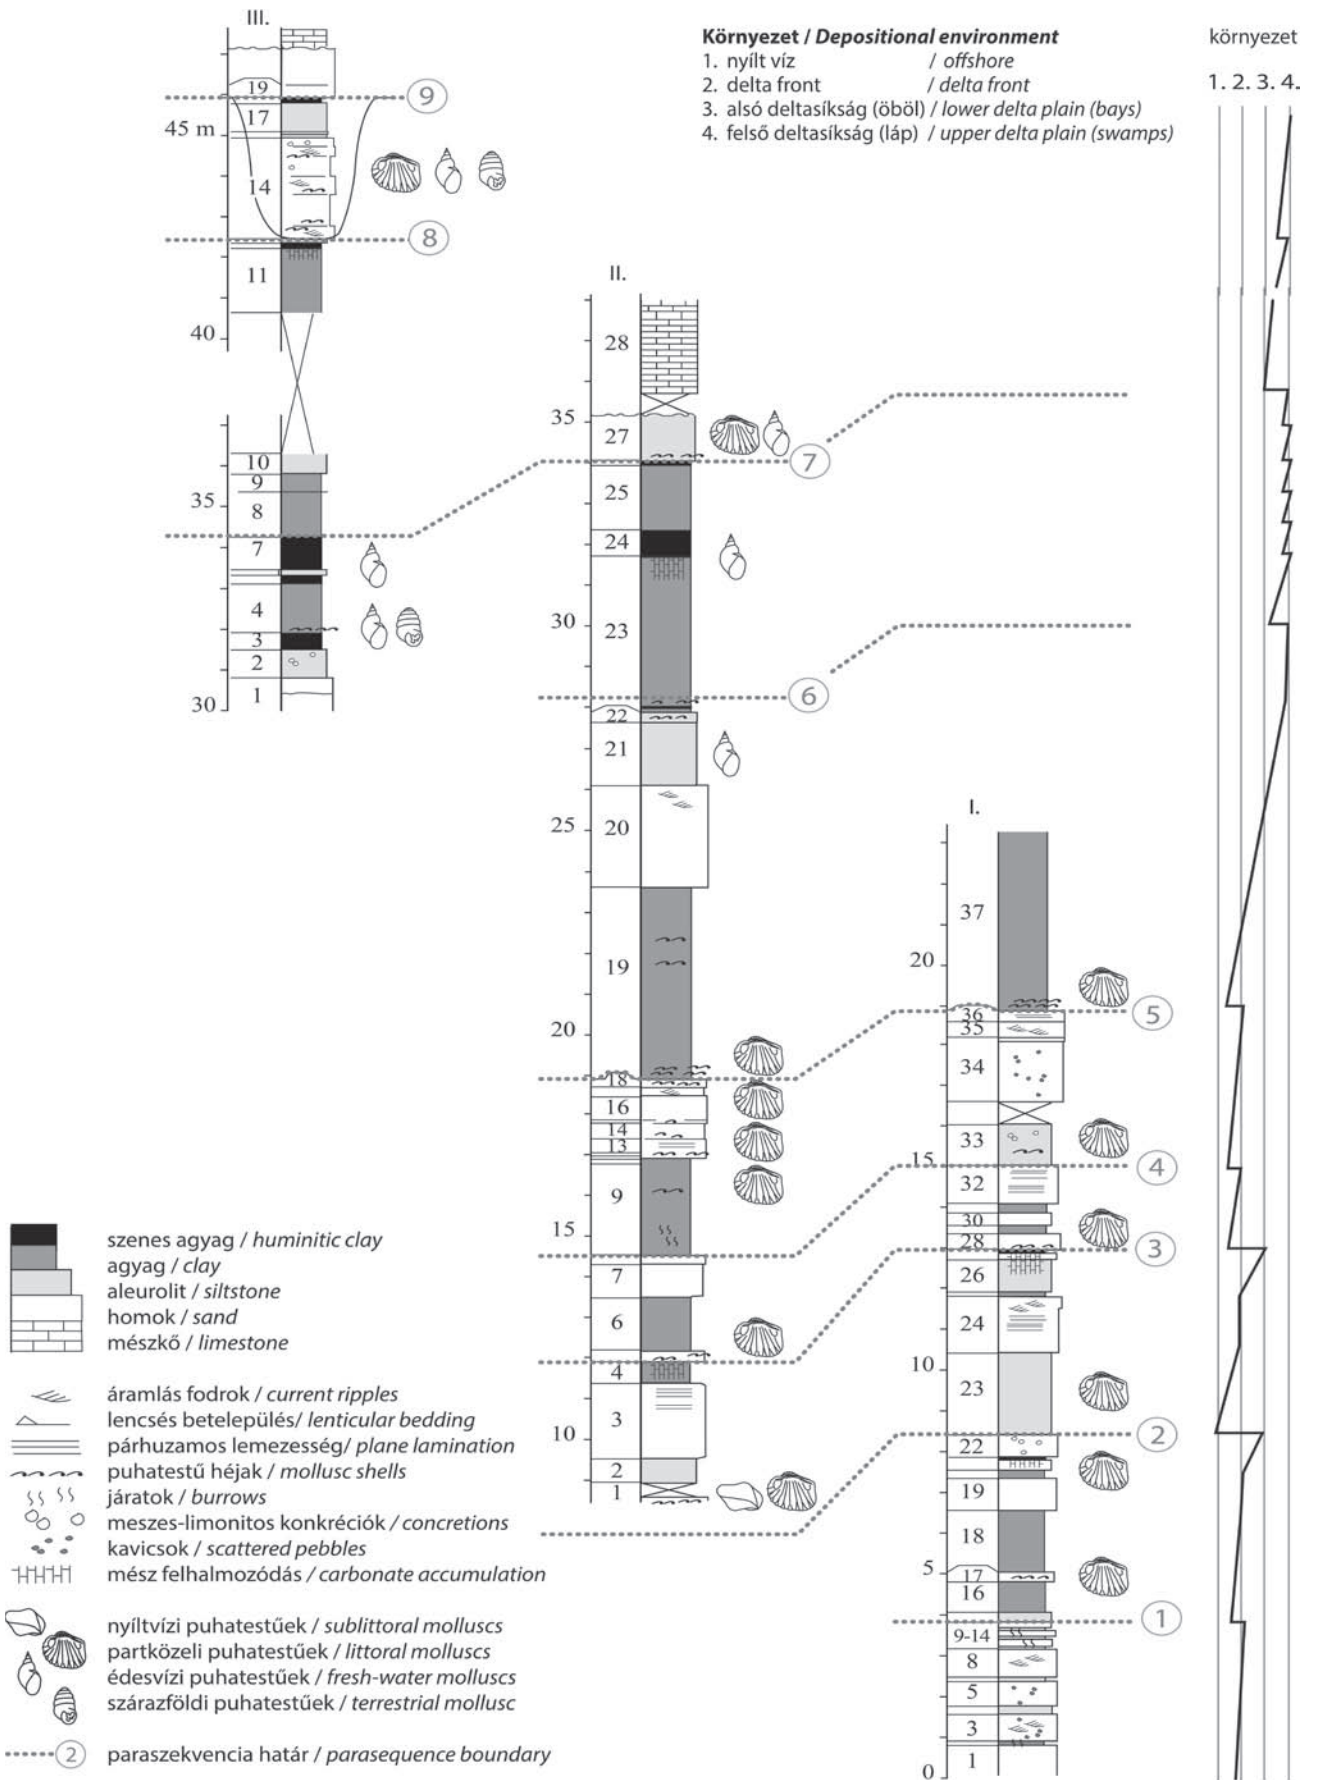 III.
19
9
17
45 m
14
8
11
40
10
9
35
8
7
4
3
2
30
1
Környezet / Depositional environment
1. nyílt víz / offshore
2. delta front / delta front
3. alsó deltasíkság (öböl) / lower delta plain (bays)
4. felső deltasíkság (láp) / upper delta plain (swamps)
környezet
1. 2. 3. 4.
II.
28
35
27
7
25
24
30
23
6
22
21
25
20
19
20
18
16
14
13
9
15
7
6
4
3
10
2
1
I.
37
20
5
36
35
34
33
15
4
32
30
28
3
26
24
10
23
2
22
19
18
5
17
16
1
9-14
8
5
3
0
1
szenes agyag / huminitic clay
agyag / clay
aleurolit / siltstone
homok / sand
mészkő / limestone
áramlás fodrok / current ripples
lencsés betelepülés/ lenticular bedding
párhuzamos lemezesség/ plane lamination
puhatestű héjak / mollusc shells
járatok / burrows
meszes-limonitos konkréciók / concretions
kavicsok / scattered pebbles
mész felhalmozódás / carbonate accumulation
nyíltvízi puhatestűek / sublittoral molluscs
partközeli puhatestűek / littoral molluscs
édesvízi puhatestűek / fresh-water molluscs
szárazföldi puhatestűek / terrestrial mollusc
2 paraszekvencia határ / parasequence boundary